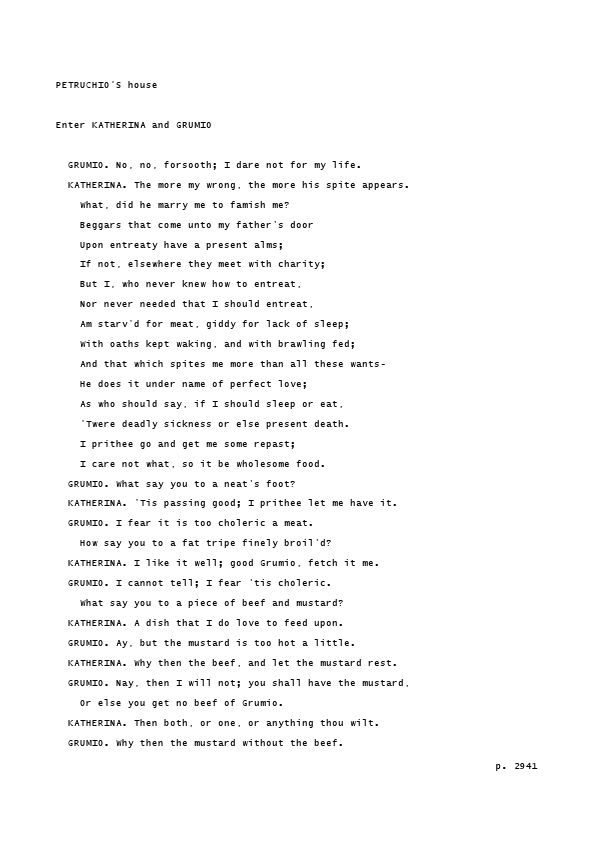 PETRUCHIO'S house
Enter KATHERINA and GRUMIO
GRUMIO. No, no, forsooth; I dare not for my life.
KATHERINA. The more my wrong, the more his spite appears.
What, did he marry me to famish me?
Beggars that come unto my father's door
Upon entreaty have a present alms;
If not, elsewhere they meet with charity;
But I, who never knew how to entreat,
Nor never needed that I should entreat,
Am starv'd for meat, giddy for lack of sleep;
With oaths kept waking, and with brawling fed;
And that which spites me more than all these wants-
He does it under name of perfect love;
As who should say, if I should sleep or eat,
'Twere deadly sickness or else present death.
I prithee go and get me some repast;
I care not what, so it be wholesome food.
GRUMIO. What say you to a neat's foot?
KATHERINA. 'Tis passing good; I prithee let me have it.
GRUMIO. I fear it is too choleric a meat.
How say you to a fat tripe finely broil'd?
KATHERINA. I like it well; good Grumio, fetch it me.
GRUMIO. I cannot tell; I fear 'tis choleric.
What say you to a piece of beef and mustard?
KATHERINA. A dish that I do love to feed upon.
GRUMIO. Ay, but the mustard is too hot a little.
KATHERINA. Why then the beef, and let the mustard rest.
GRUMIO. Nay, then I will not; you shall have the mustard,
Or else you get no beef of Grumio.
KATHERINA. Then both, or one, or anything thou wilt.
GRUMIO. Why then the mustard without the beef.
p. 2941